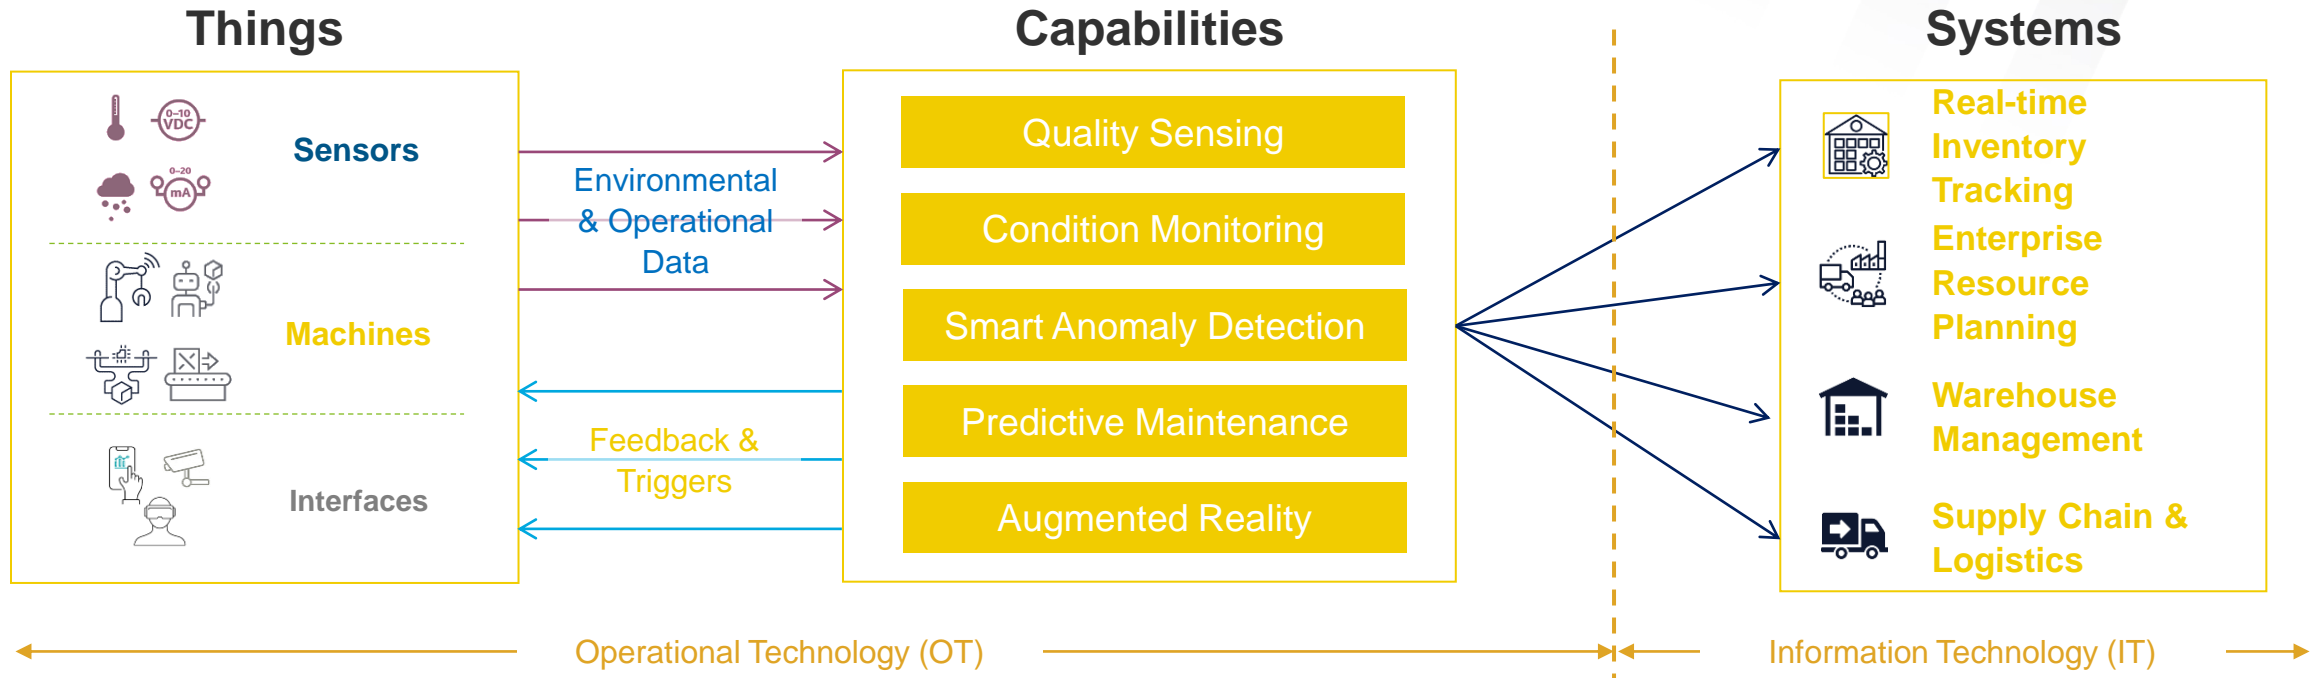 Things
Capabilities
Systems
0–10
VDC
0–20
mA
Sensors
Machines
Interfaces
Environmental
& Operational
Data
Feedback &
Triggers
Quality Sensing
Condition Monitoring
Smart Anomaly Detection
Predictive Maintenance
Augmented Reality
Real-time
Inventory
Tracking
Enterprise
Resource
Planning
Warehouse
Management
Supply Chain &
Logistics
Operational Technology (OT)
Information Technology (IT)